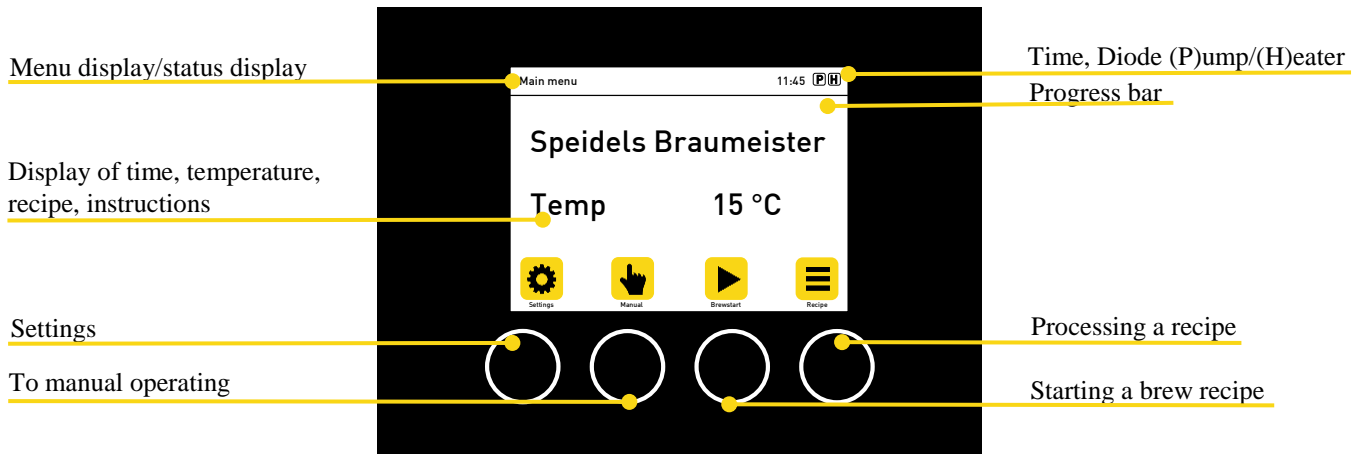 Menu display/status display
Time, Diode (P)ump/(H)eater
Progress bar
Main menu
11:45 P H
Speidels Braumeister
Display of time, temperature,
recipe, instructions
Temp 15 °C
Settings Manual Brewstart Recipe
Settings
Processing a recipe
To manual operating
Starting a brew recipe